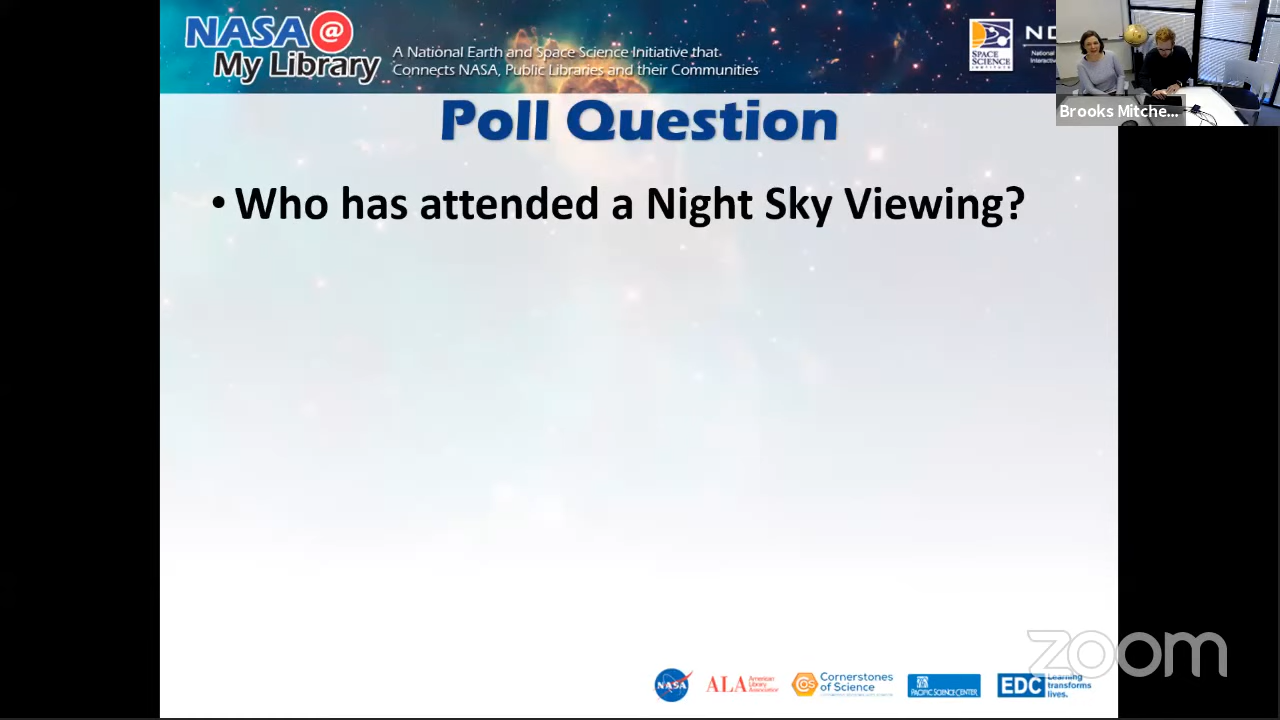 NASA@
My Library
A National Earth and Space Science Initiative that
Connects NASA, Public Libraries and their Communities
SPACE
SCIENCE
INSTITUTE
National
Brooks Mitche...
Poll Question
• Who has attended a Night Sky Viewing?
zoom
NASA
ALA American
Library
Association
Cornerstones
of Science
PACIFIC SCIENCE CENTER
EDC Learning
transforms
lives.